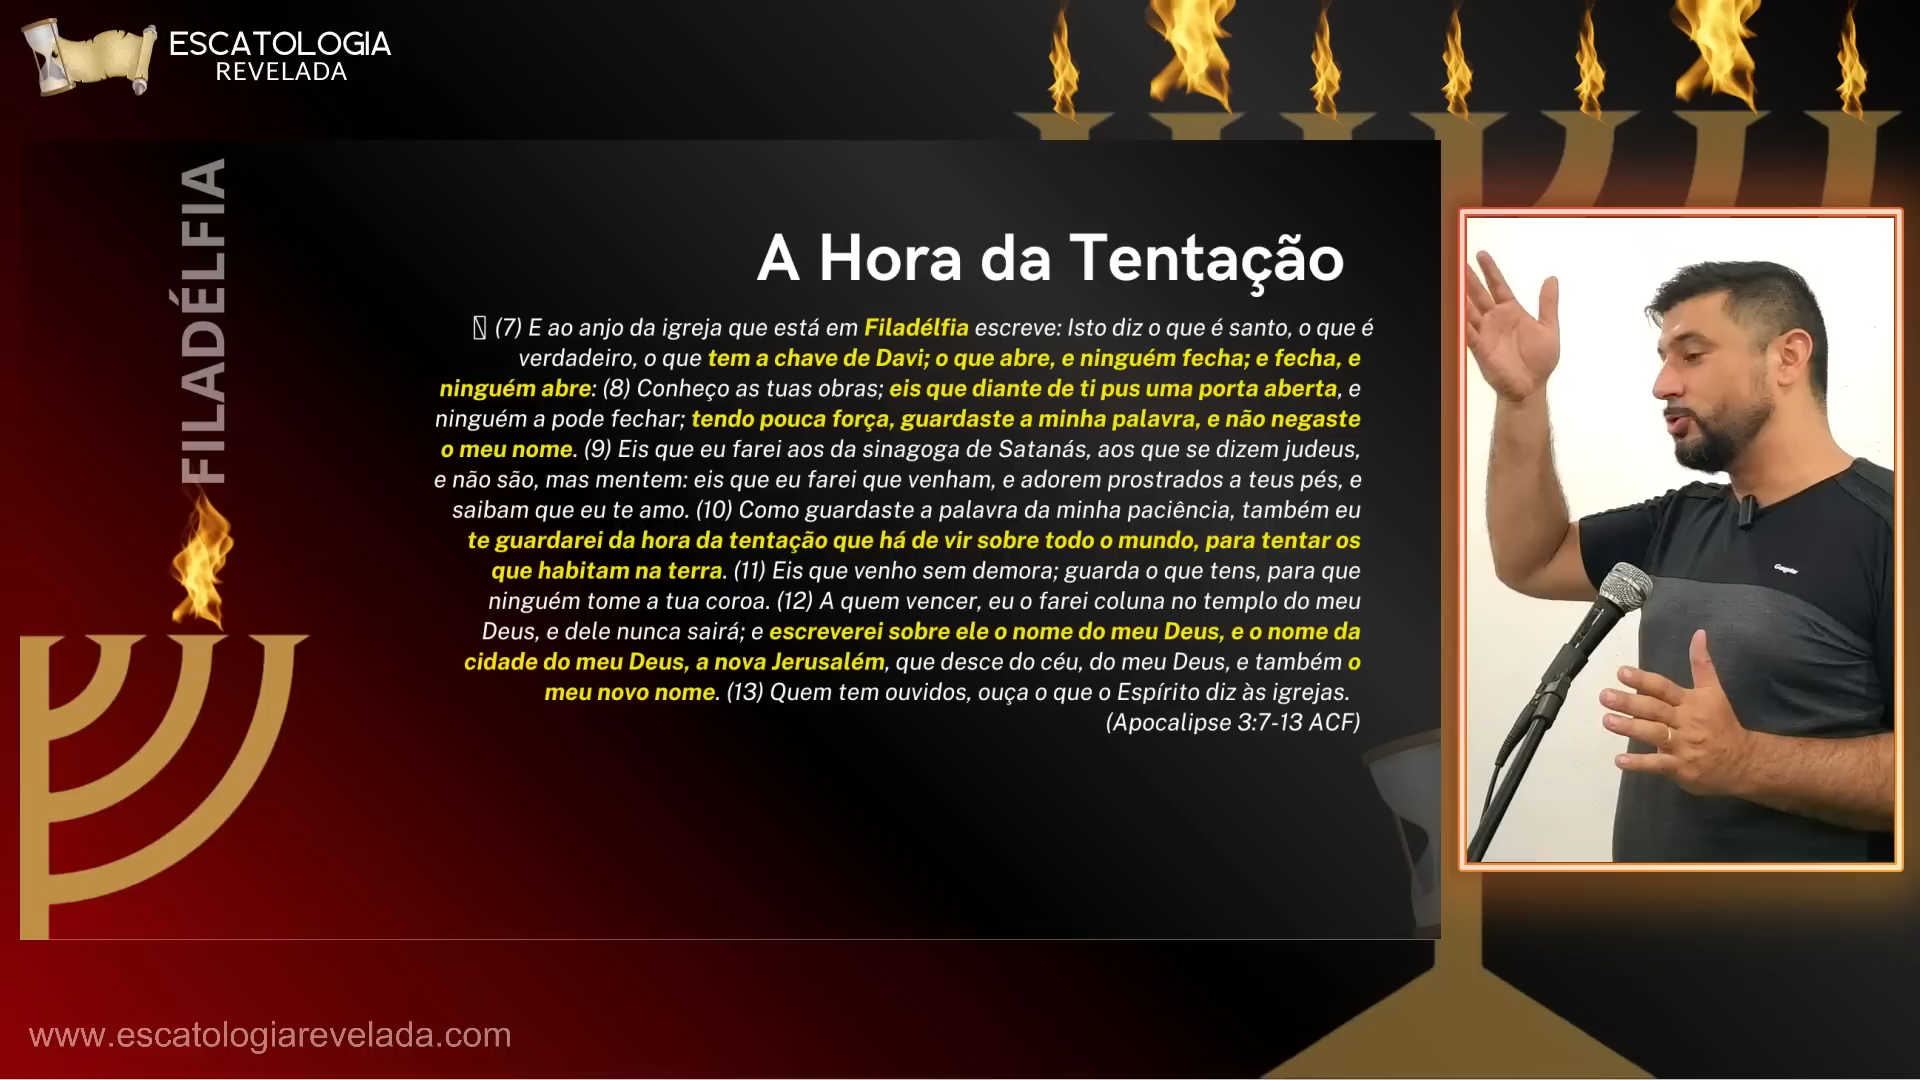 ESCATOLOGIA
REVELADA
FILADÉLFIA
A Hora da Tentação
(7) E ao anjo da igreja que está em Filadélfia escreve: Isto diz o que é santo, o que é
verdadeiro, o que tem a chave de Davi; o que abre, e ninguém fecha; e fecha, e
ninguém abre: (8) Conheço as tuas obras; eis que diante de ti pus uma porta aberta, e
ninguém a pode fechar; tendo pouca força, guardaste a minha palavra, e não negaste
o meu nome. (9) Eis que eu farei aos da sinagoga de Satanás, aos que se dizem judeus,
e não são, mas mentem: eis que eu farei que venham, e adorem prostrados a teus pés, e
saibam que eu te amo. (10) Como guardaste a palavra da minha paciência, também eu
te guardarei da hora da tentação que há de vir sobre todo o mundo, para tentar os
que habitam na terra. (11) Eis que venho sem demora; guarda o que tens, para que
ninguém tome a tua coroa. (12) A quem vencer, eu o farei coluna no templo do meu
Deus, e dele nunca sairá; e escreverei sobre ele o nome do meu Deus, e o nome da
cidade do meu Deus, a nova Jerusalém, que desce do céu, do meu Deus, e também o
meu novo nome. (13) Quem tem ouvidos, ouça o que o Espírito diz às igrejas.
(Apocalipse 3:7-13 ACF)
www.escatologiarevelada.com